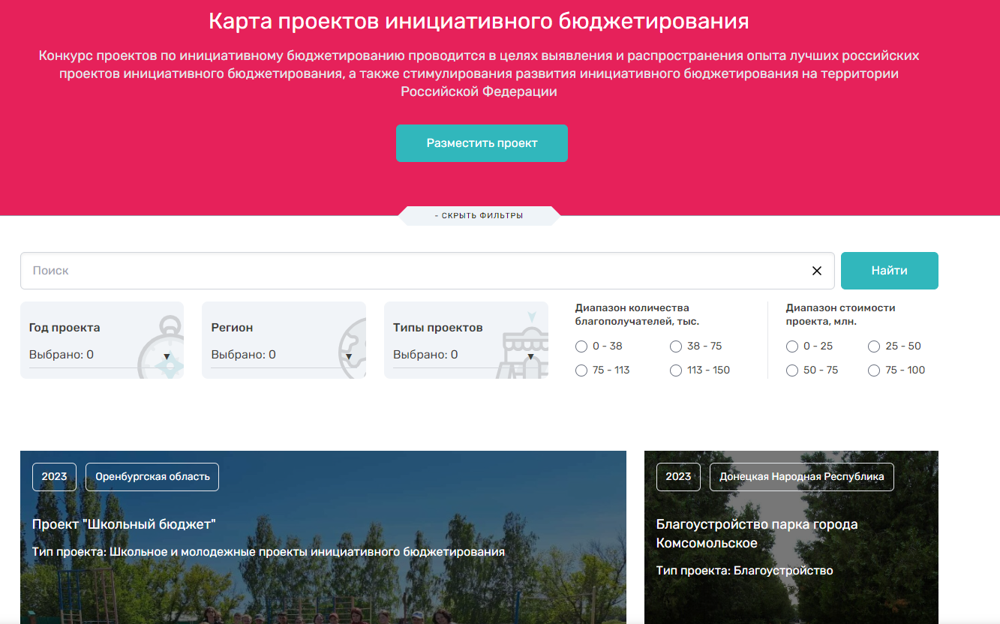 Карта проектов инициативного бюджетирования
Конкурс проектов по инициативному бюджетированию проводится в целях выявления и распространения опыта лучших российских
проектов инициативного бюджетирования, а также стимулирования развития инициативного бюджетирования на территории
Российской Федерации
Разместить проект
- СКРЫТЬ ФИЛЬТРЫ
Поиск
Найти
Год проекта
Выбрано: 0
Регион
Выбрано: 0
Типы проектов
Выбрано: 0
Диапазон количества
благополучателей, тыс.
0 - 38
38 - 75
75 - 113
113 - 150
Диапазон стоимости
проекта, млн.
0 - 25
25 - 50
50 - 75
75 - 100
2023
Оренбургская область
Проект "Школьный бюджет"
Тип проекта: Школьное и молодежные проекты инициативного бюджетирования
2023
Донецкая Народная Республика
Благоустройство парка города
Комсомольское
Тип проекта: Благоустройство